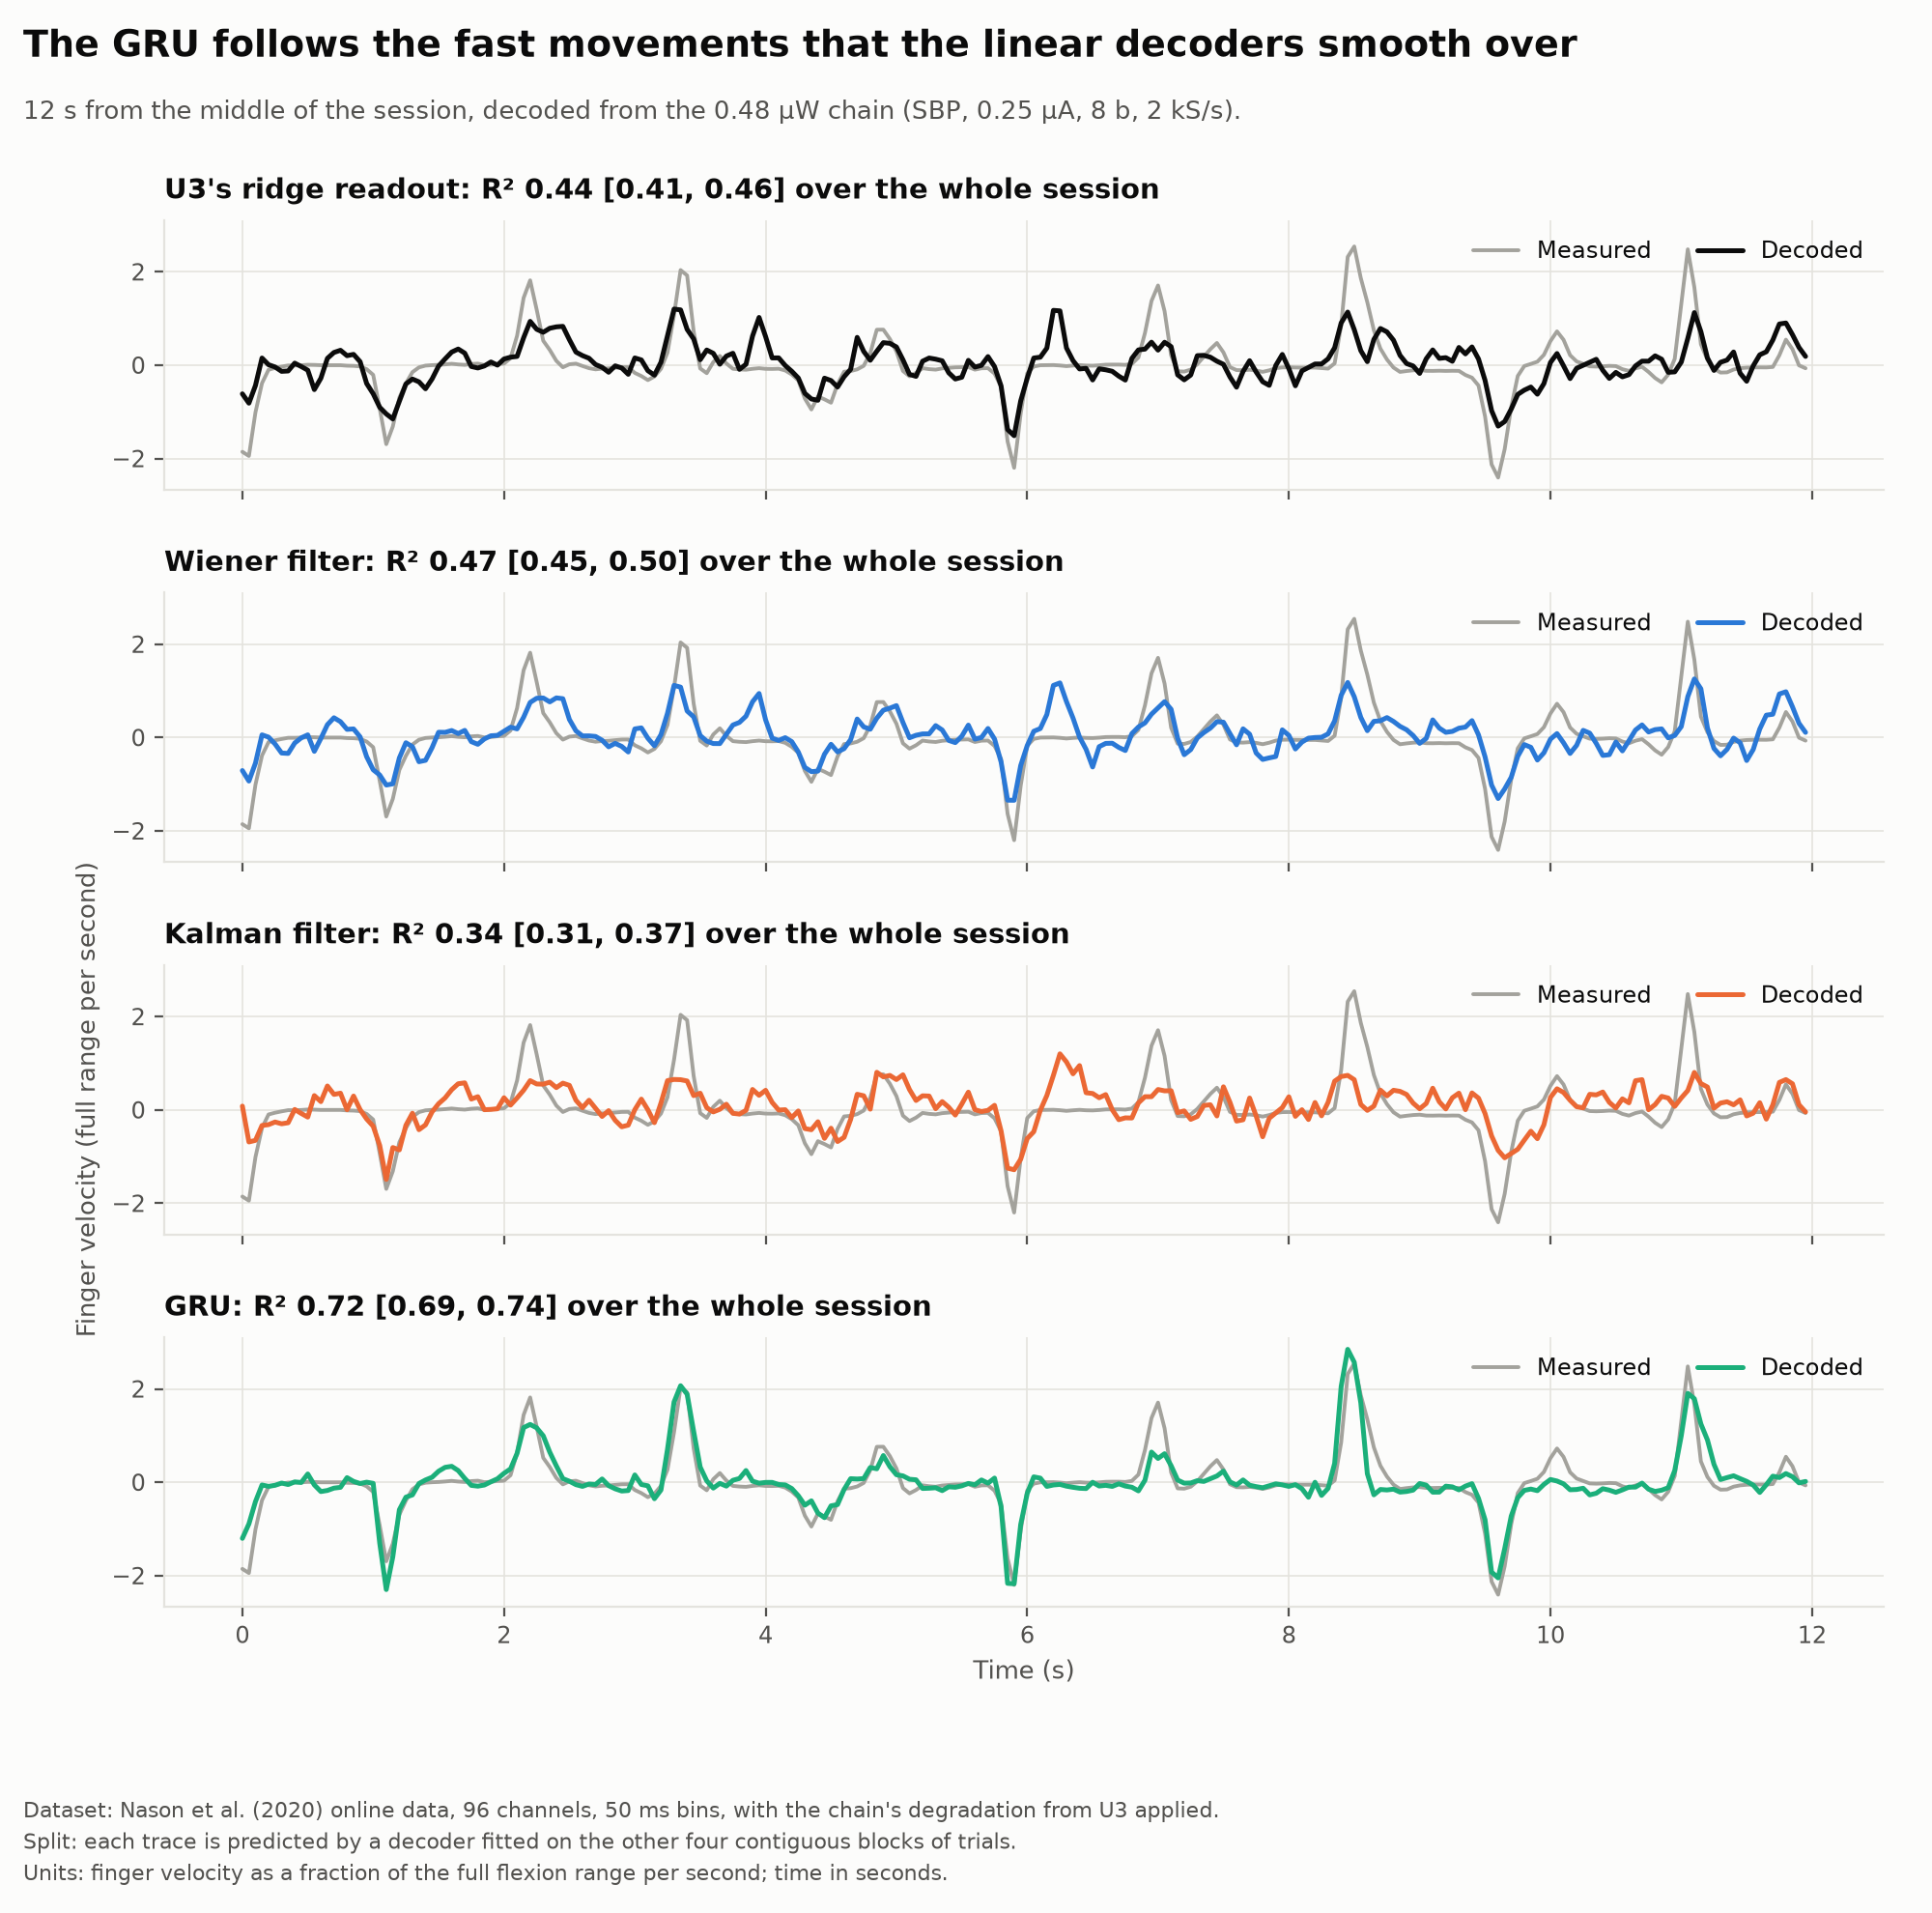 The GRU follows the fast movements that the linear decoders smooth over
12 s from the middle of the session, decoded from the 0.48 µW chain (SBP, 0.25 µA, 8 b, 2 kS/s).
U3's ridge readout: R² 0.44 [0.41, 0.46] over the whole session
Measured Decoded
2
0
−2
Wiener filter: R² 0.47 [0.45, 0.50] over the whole session
Measured Decoded
2
0
−2
Finger velocity (full range per second)
Kalman filter: R² 0.34 [0.31, 0.37] over the whole session
Measured Decoded
2
0
−2
GRU: R² 0.72 [0.69, 0.74] over the whole session
Measured Decoded
2
0
−2
0 2 4 6 8 10 12
Time (s)
Dataset: Nason et al. (2020) online data, 96 channels, 50 ms bins, with the chain's degradation from U3 applied.
Split: each trace is predicted by a decoder fitted on the other four contiguous blocks of trials.
Units: finger velocity as a fraction of the full flexion range per second; time in seconds.